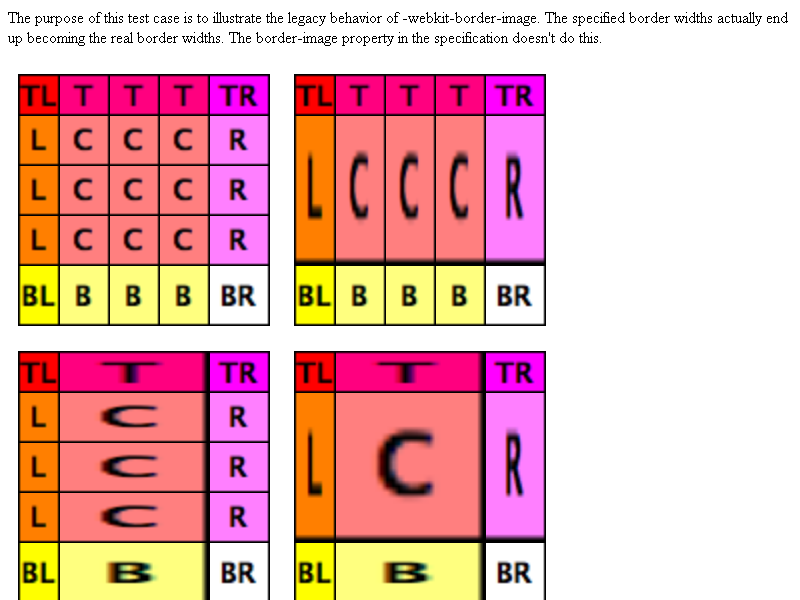 The purpose of this test case is to illustrate the legacy behavior of -webkit-border-image. The specified border widths actually end
up becoming the real border widths. The border-image property in the specification doesn't do this.
TL T T T TR
L C C C R
L C C C R
L C C C R
BL B B B BR
TL T T T TR
L C C C R
BL B B B BR
TL T TR
L C R
L C R
L C R
BL B BR
TL T TR
L C R
BL B BR